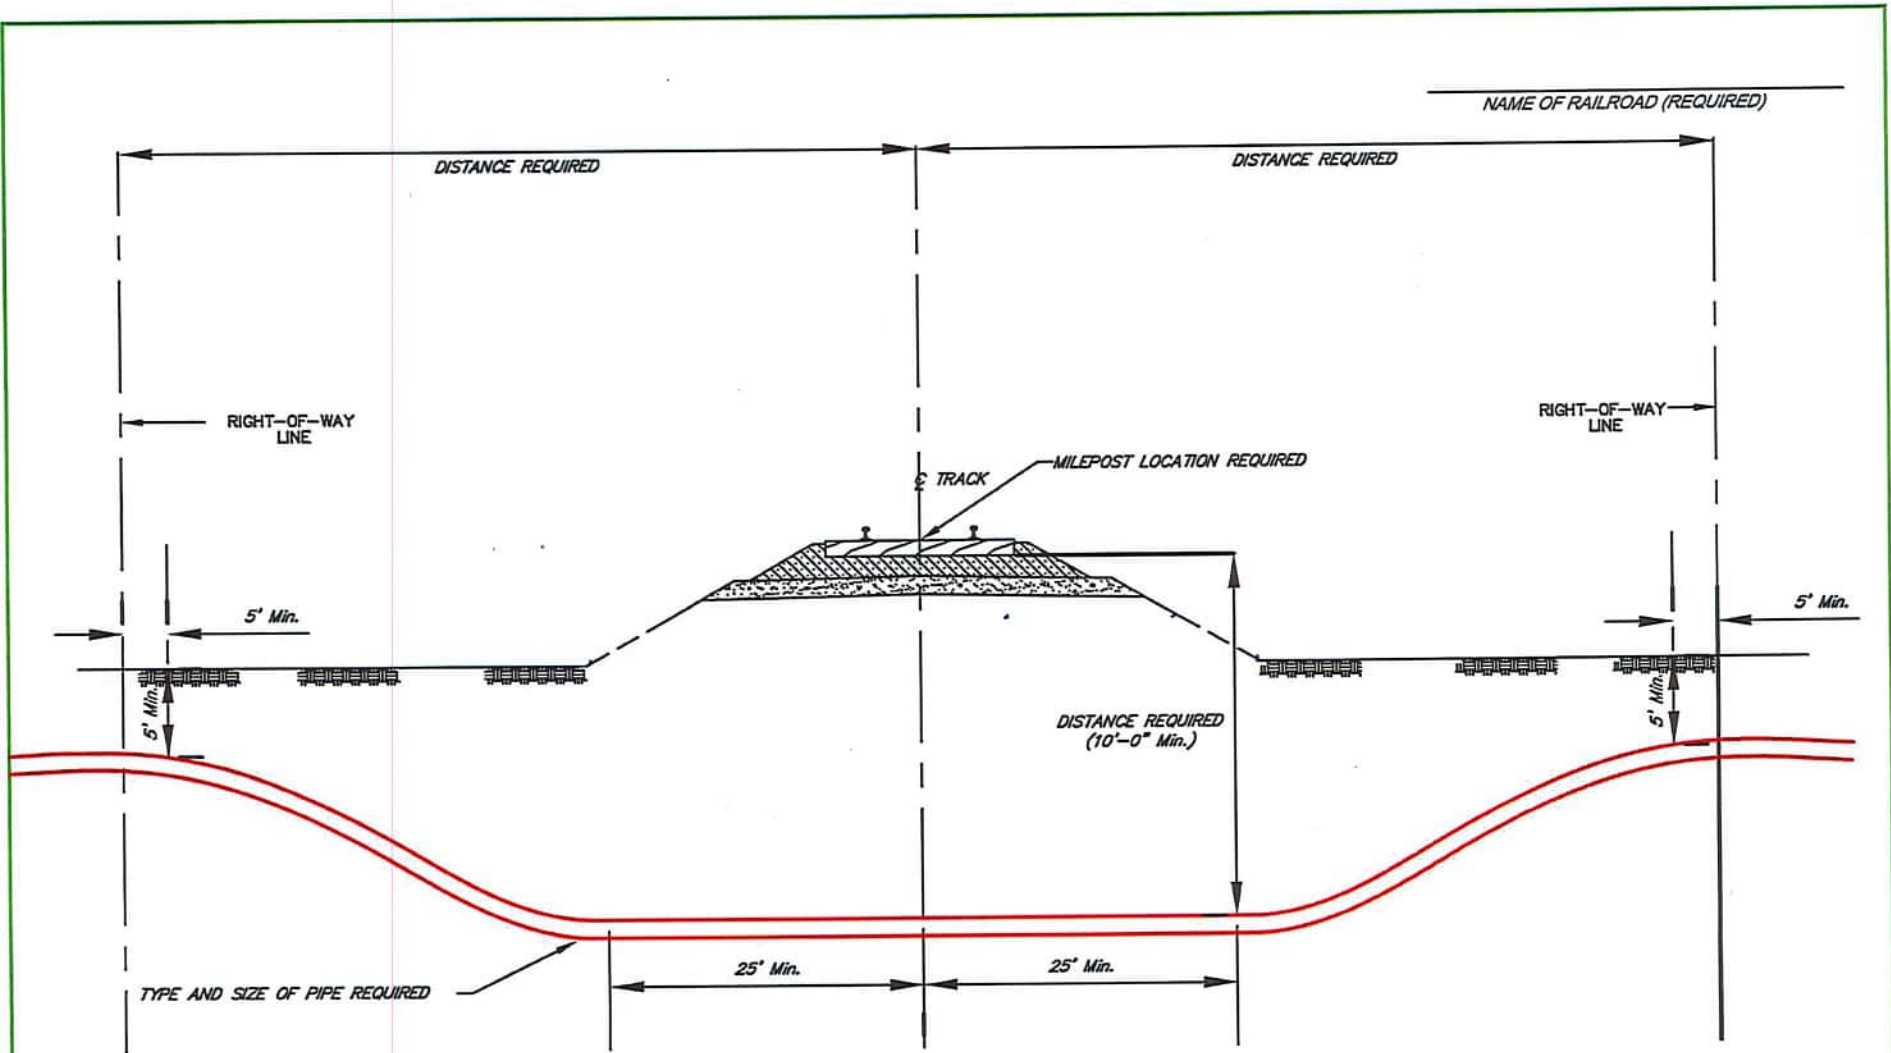 NAME OF RAILROAD (REQUIRED)
DISTANCE REQUIRED
DISTANCE REQUIRED
RIGHT-OF-WAY
LINE
RIGHT-OF-WAY
LINE
℄ TRACK
MILEPOST LOCATION REQUIRED
5' Min.
5' Min.
5' Min.
5' Min.
DISTANCE REQUIRED
(10'-0" Min.)
25' Min.
25' Min.
TYPE AND SIZE OF PIPE REQUIRED